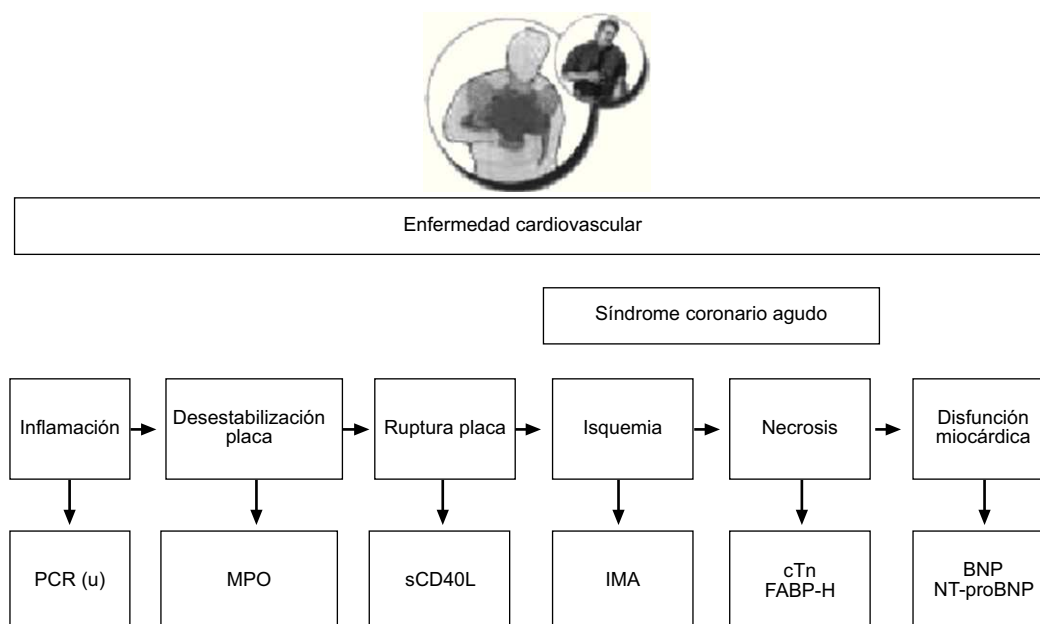 Enfermedad cardiovascular
Síndrome coronario agudo
Inflamación
Desestabilización
placa
Ruptura placa
Isquemia
Necrosis
Disfunción
miocárdica
PCR (u)
MPO
sCD40L
IMA
cTn
FABP-H
BNP
NT-proBNP